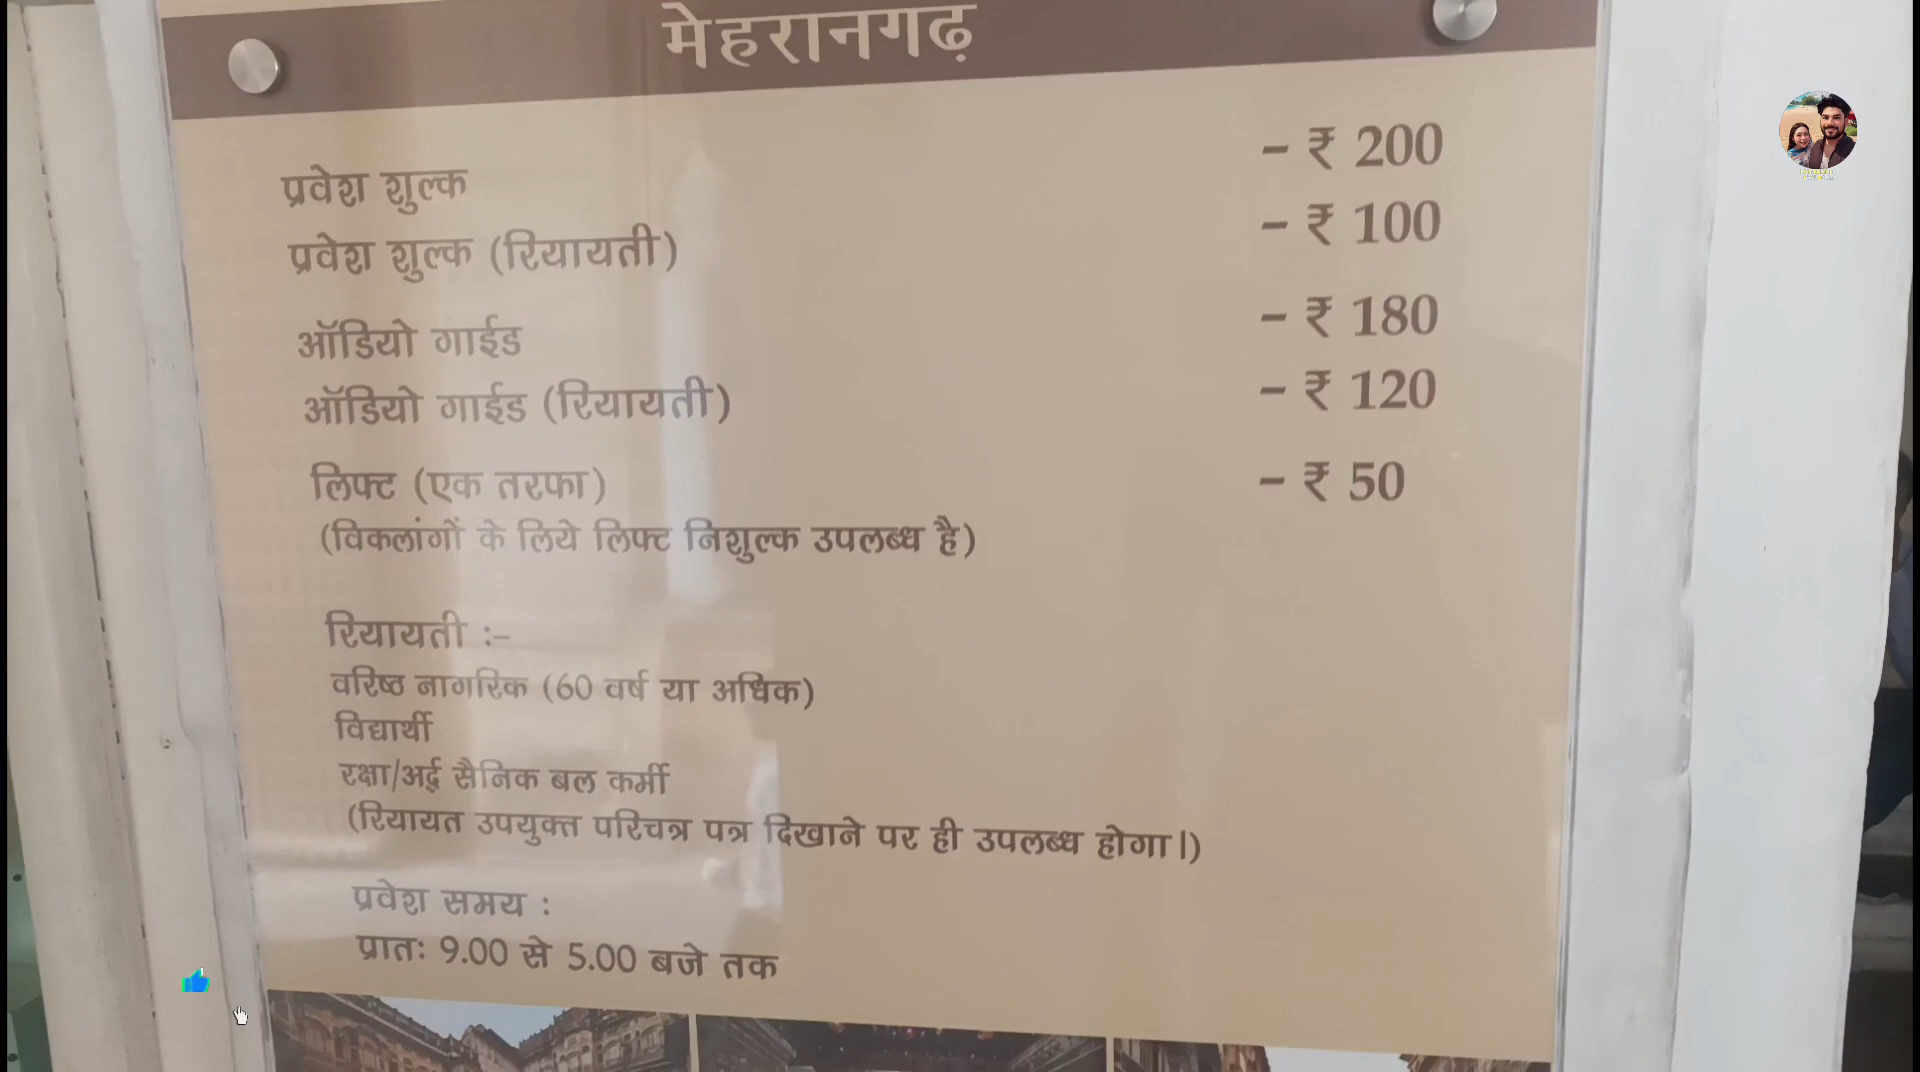 मेहरानगढ़
प्रवेश शुल्क - ₹ 200
प्रवेश शुल्क (रियायती) - ₹ 100
ऑडियो गाईड - ₹ 180
ऑडियो गाईड (रियायती) - ₹ 120
लिफ्ट (एक तरफा) - ₹ 50
(विकलांगों के लिये लिफ्ट निशुल्क उपलब्ध है)
रियायती :-
वरिष्ठ नागरिक (60 वर्ष या अधिक)
विद्यार्थी
रक्षा/अर्द्ध सैनिक बल कर्मी
(रियायत उपयुक्त परिचत्र पत्र दिखाने पर ही उपलब्ध होगा।)
प्रवेश समय :
प्रातः 9.00 से 5.00 बजे तक